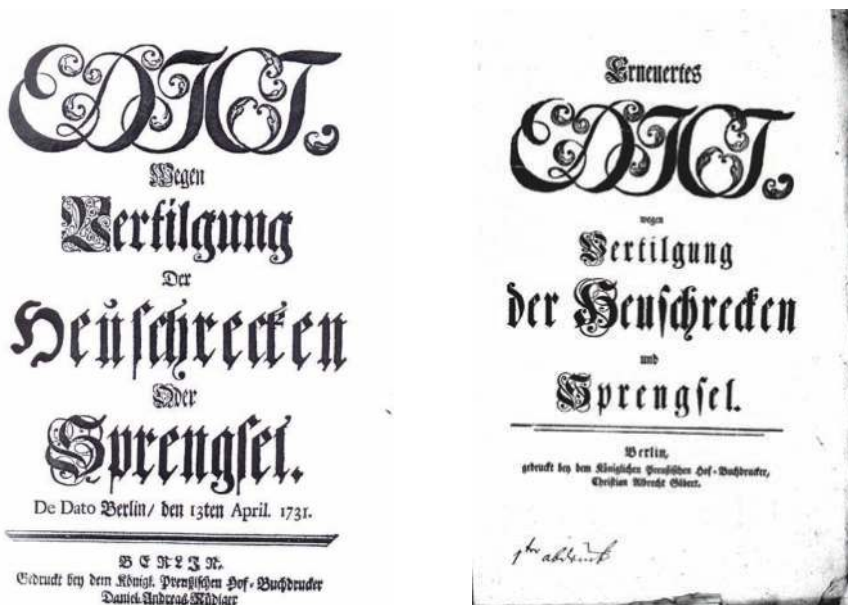 EDICT.
Wegen
Vertilgung
Der
Heuſchrecken
Oder
Sprengſel.
De Dato Berlin/ den 13ten April. 1731.
BERLIN.
Gedruckt bey dem Königl. Preußiſchen Hof-Buchdrucker
Daniel Andreas Rüdiger
Erneuertes
EDICT.
wegen
Vertilgung
der Heuſchrecken
und
Sprengſel.
Berlin,
gedruckt bey dem Königlichen Preußiſchen Hof-Buchdrucker,
Chriſtian Albrecht Gäbert.
1ter abdruck